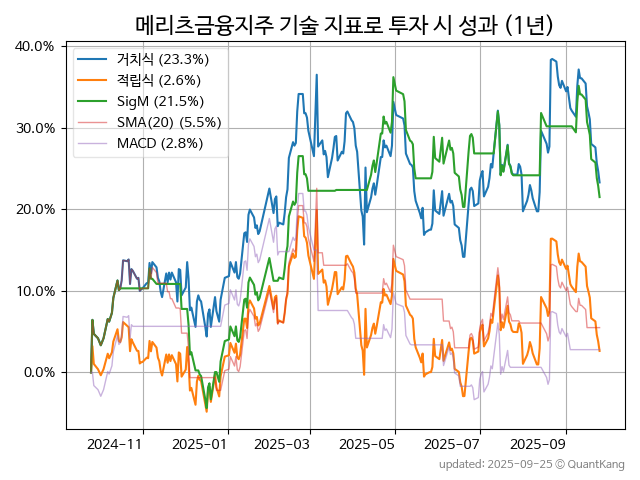 메리츠금융지주 기술 지표로 투자 시 성과 (1년)
40.0%
30.0%
20.0%
10.0%
0.0%
거치식 (23.3%)
적립식 (2.6%)
SigM (21.5%)
SMA(20) (5.5%)
MACD (2.8%)
2024-11
2025-01
2025-03
2025-05
2025-07
2025-09
updated: 2025-09-25 © QuantKang